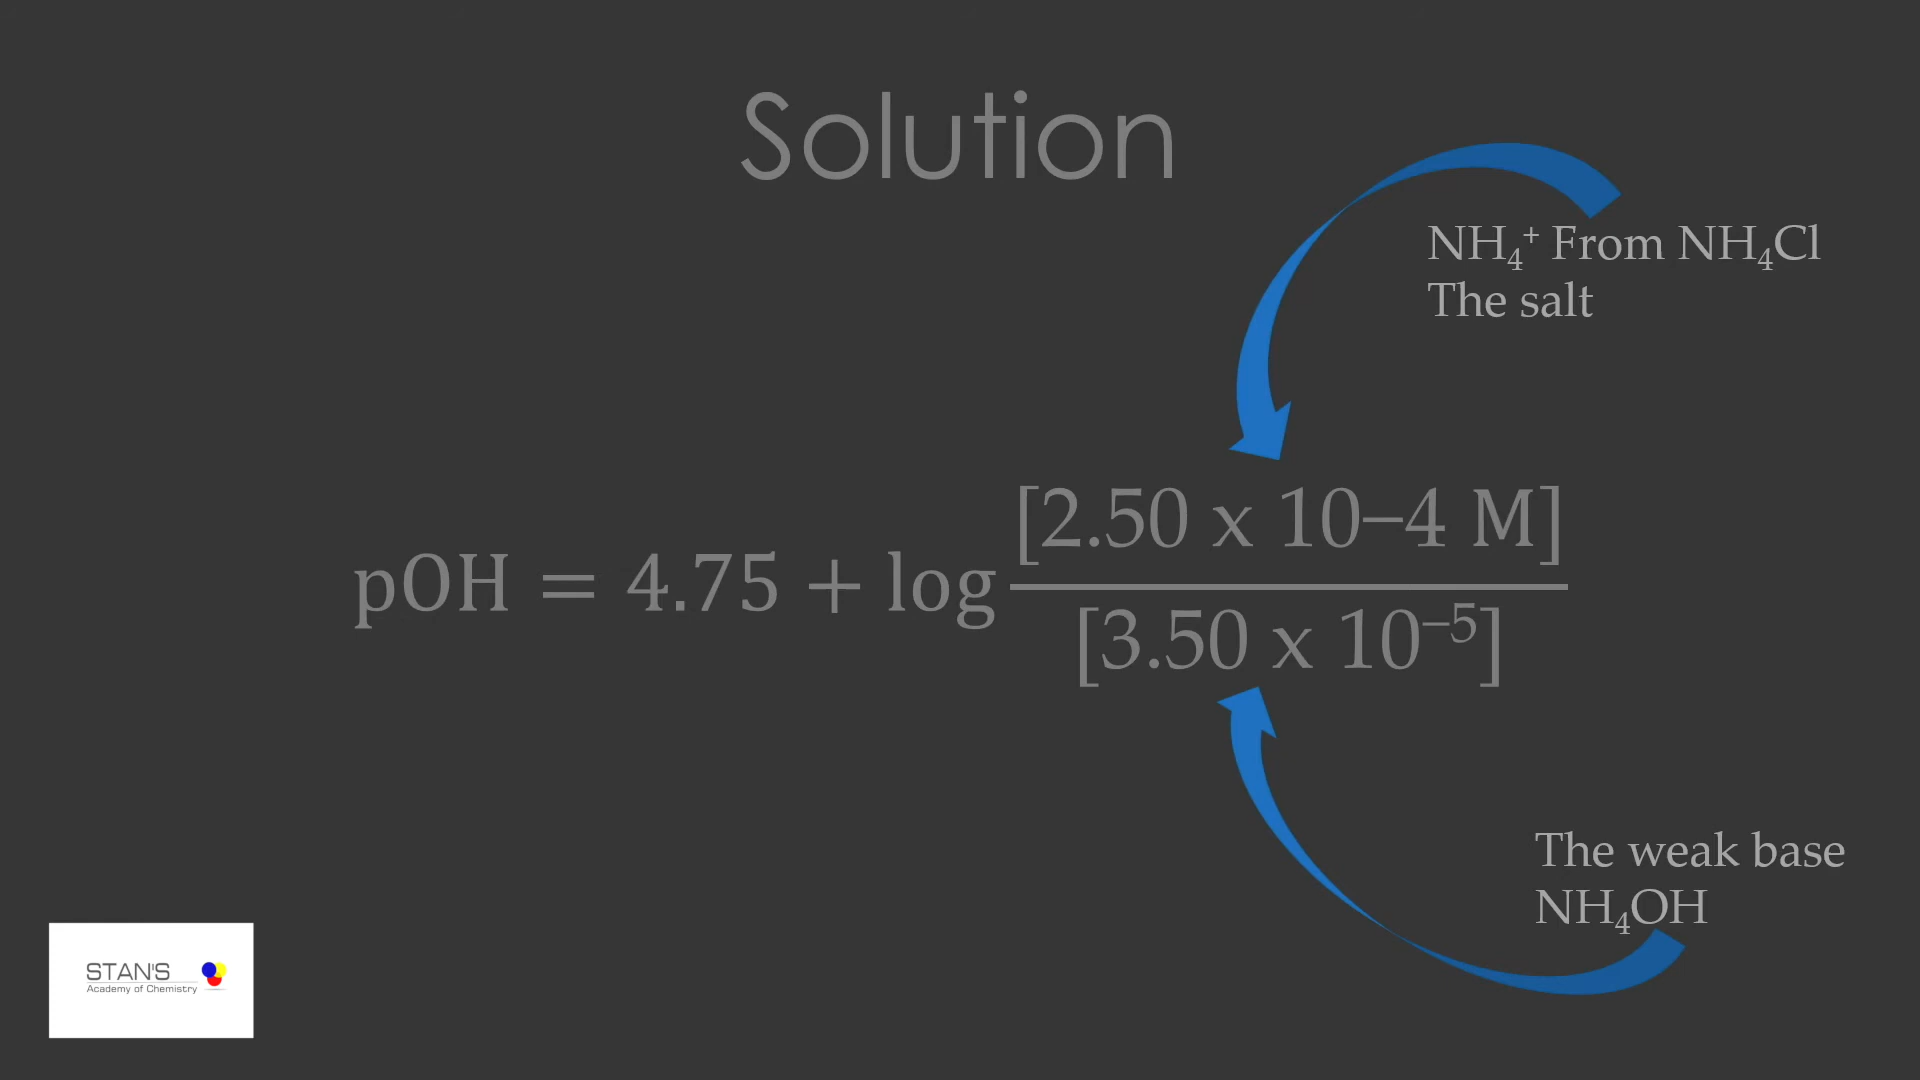 Solution
NH₄⁺ From NH₄Cl
The salt
pOH = 4.75 + log [2.50 x 10–4 M]
[3.50 x 10⁻⁵]
The weak base
NH₄OH
STAN'S
Academy of Chemistry